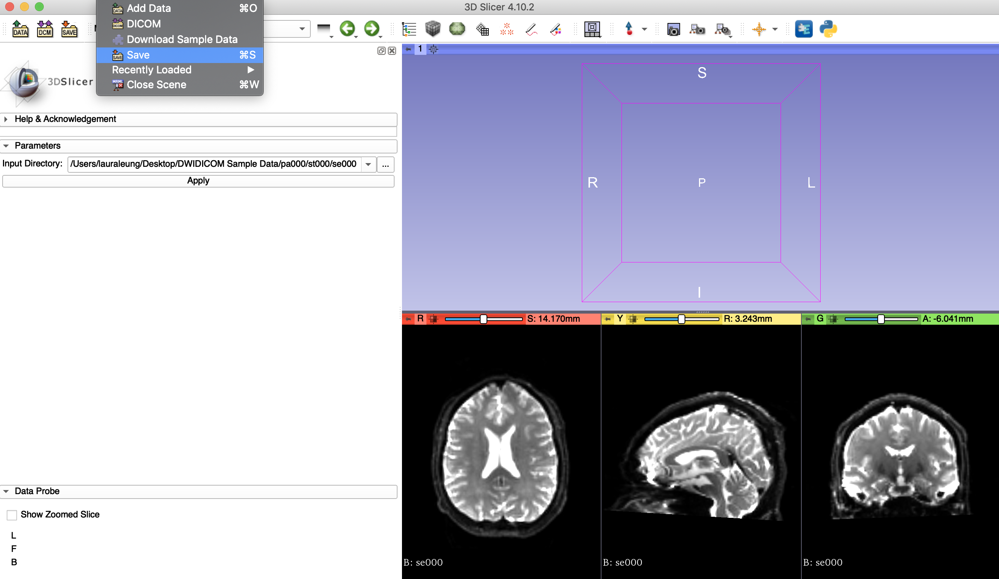 3D Slicer 4.10.2
Add Data ⌘O
DICOM
Download Sample Data
Save ⌘S
Recently Loaded ▶
Close Scene ⌘W
DATA DCM SAVE
1
3DSlicer
Help & Acknowledgement
Parameters
Input Directory: /Users/lauraleung/Desktop/DWIDICOM Sample Data/pa000/st000/se000 ...
Apply
S
R P L
I
R S: 14.170mm
Y R: 3.243mm
G A: -6.041mm
Data Probe
Show Zoomed Slice
L
F
B
B: se000
B: se000
B: se000